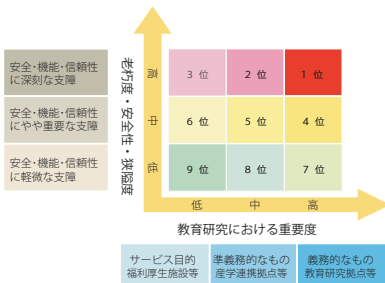 安全・機能・信頼性
に深刻な支障
安全・機能・信頼性
にやや重要な支障
安全・機能・信頼性
に軽微な支障
老朽度・安全性・狭隘度
高
中
低
3 位
2 位
1 位
6 位
5 位
4 位
9 位
8 位
7 位
低
中
高
教育研究における重要度
サービス目的
福利厚生施設等
準義務的なもの
産学連携拠点等
義務的なもの
教育研究拠点等